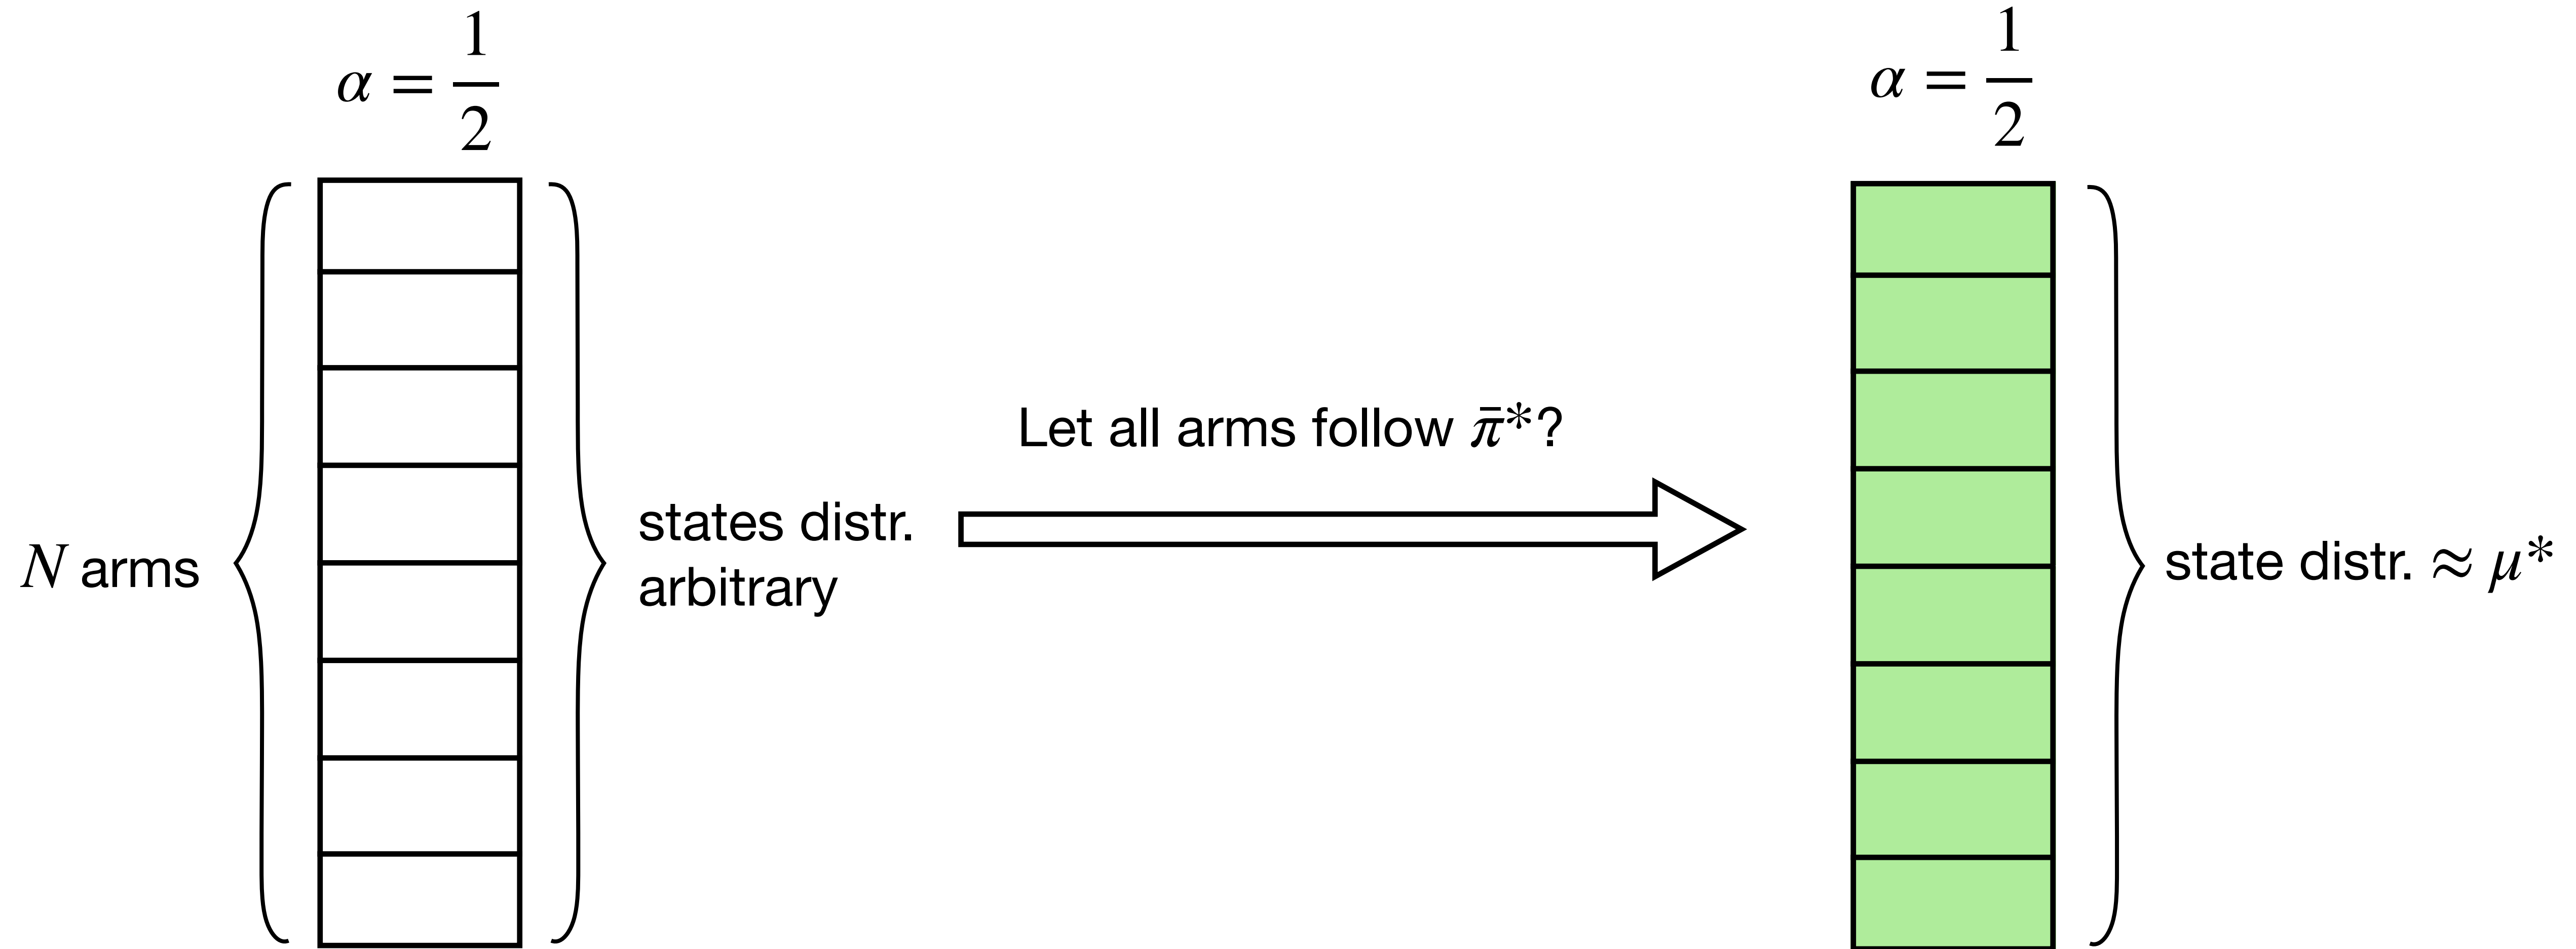 α = 1/2
N arms
states distr.
arbitrary
Let all arms follow π̄*?
α = 1/2
state distr. ≈ μ*